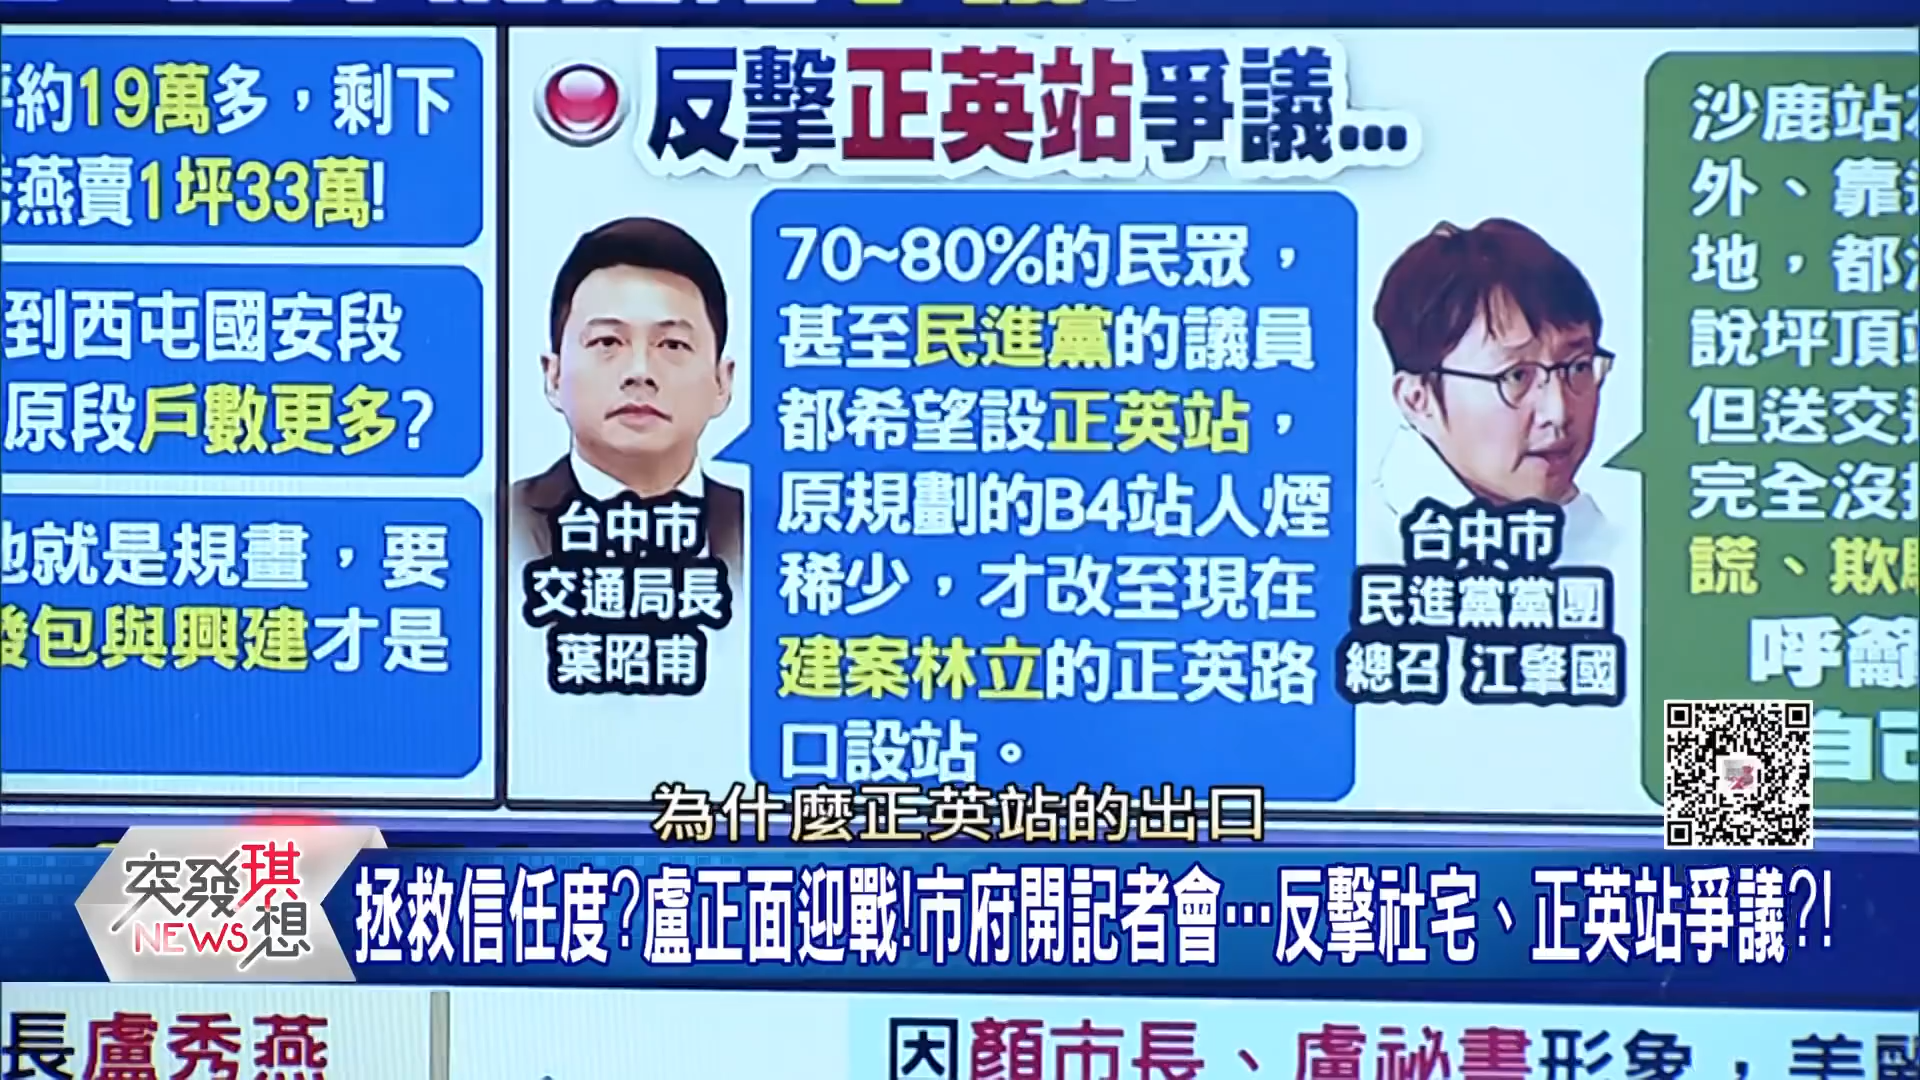 約19萬多，剩下
燕賣1坪33萬!
到西屯國安段
原段戶數更多?
就是規畫，要
包與興建才是
反擊正英站爭議...
70~80%的民眾，
甚至民進黨的議員
都希望設正英站，
原規劃的B4站人煙
稀少，才改至現在
建案林立的正英路
口設站。
台中市
交通局長
葉昭甫
台中市
民進黨黨團
總召 江肇國
沙鹿站
外、靠
地，都
說坪頂
但送交
完全沒
謊、欺
呼籲
自己
為什麼正英站的出口
突發琪想
NEWS
拯救信任度?盧正面迎戰!市府開記者會…反擊社宅、正英站爭議?!
長盧秀燕
因顏市長、盧祕書形象，美